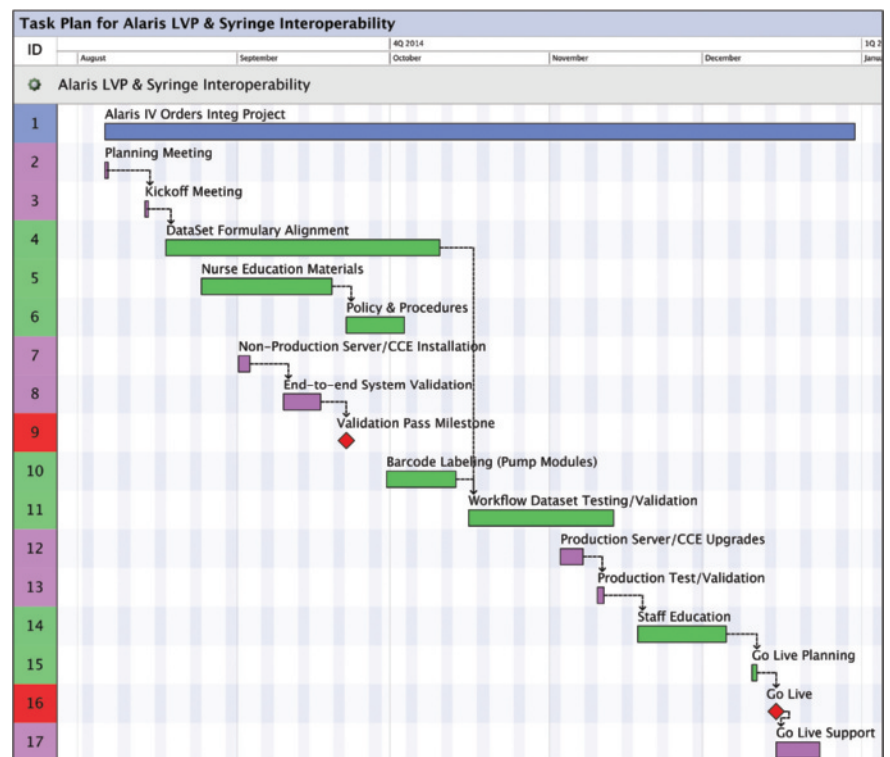 Task Plan for Alaris LVP & Syringe Interoperability
ID
4Q 2014
1Q 2
August
September
October
November
December
Janua
Alaris LVP & Syringe Interoperability
1
Alaris IV Orders Integ Project
2
Planning Meeting
3
Kickoff Meeting
4
DataSet Formulary Alignment
5
Nurse Education Materials
6
Policy & Procedures
7
Non-Production Server/CCE Installation
8
End-to-end System Validation
9
Validation Pass Milestone
10
Barcode Labeling (Pump Modules)
11
Workflow Dataset Testing/Validation
12
Production Server/CCE Upgrades
13
Production Test/Validation
14
Staff Education
15
Go Live Planning
16
Go Live
17
Go Live Support